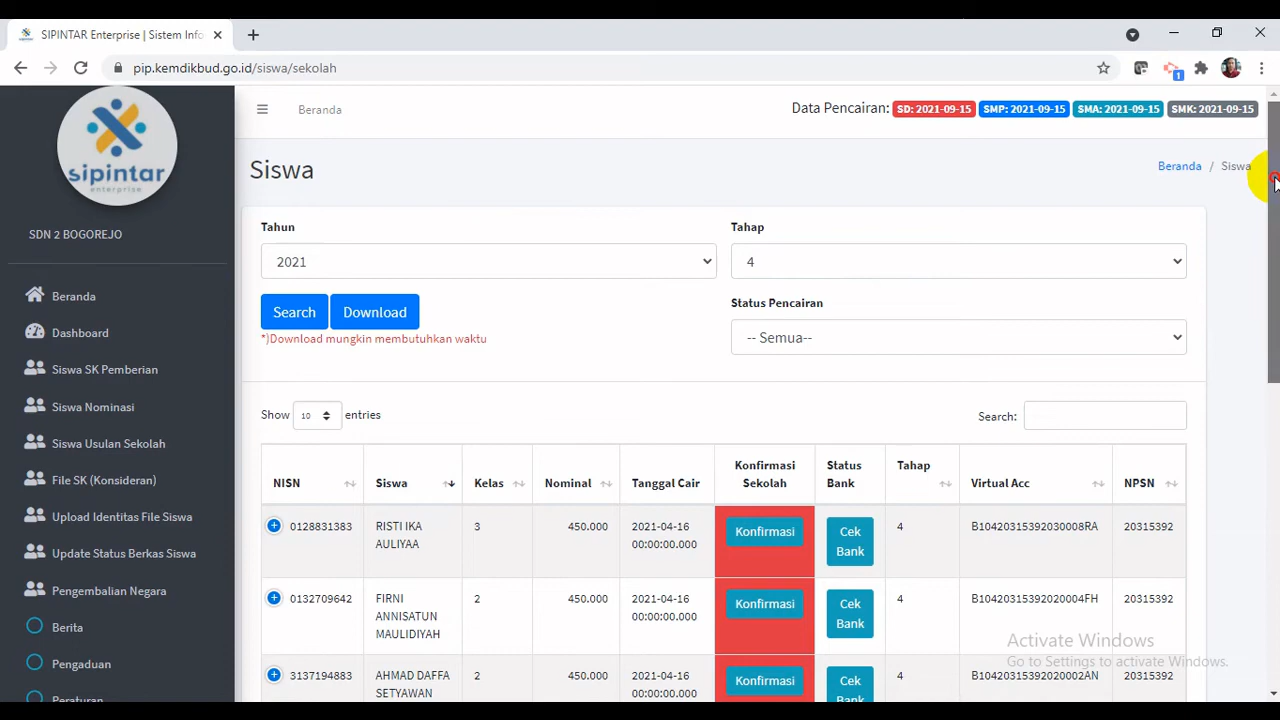 SIPINTAR Enterprise | Sistem Info
pip.kemdikbud.go.id/siswa/sekolah
1
sipintar
enterprise
SDN 2 BOGOREJO
Beranda
Dashboard
Siswa SK Pemberian
Siswa Nominasi
Siswa Usulan Sekolah
File SK (Konsideran)
Upload Identitas File Siswa
Update Status Berkas Siswa
Pengembalian Negara
Berita
Pengaduan
Peraturan
Beranda
Data Pencairan: SD: 2021-09-15 SMP: 2021-09-15 SMA: 2021-09-15 SMK: 2021-09-15
Siswa
Beranda / Siswa
Tahun
2021
Tahap
4
Search Download
*)Download mungkin membutuhkan waktu
Status Pencairan
-- Semua--
Show 10 entries
Search:
NISN Siswa Kelas Nominal Tanggal Cair Konfirmasi Sekolah Status Bank Tahap Virtual Acc NPSN
0128831383 RISTI IKA AULIYAA 3 450.000 2021-04-16 00:00:00.000 Konfirmasi Cek Bank 4 B10420315392030008RA 20315392
0132709642 FIRNI ANNISATUN MAULIDIYAH 2 450.000 2021-04-16 00:00:00.000 Konfirmasi Cek Bank 4 B10420315392020004FH 20315392
3137194883 AHMAD DAFFA SETYAWAN 2 450.000 2021-04-16 00:00:00.000 Konfirmasi Cek Bank 4 B10420315392020002AN 20315392
Activate Windows
Go to Settings to activate Windows.